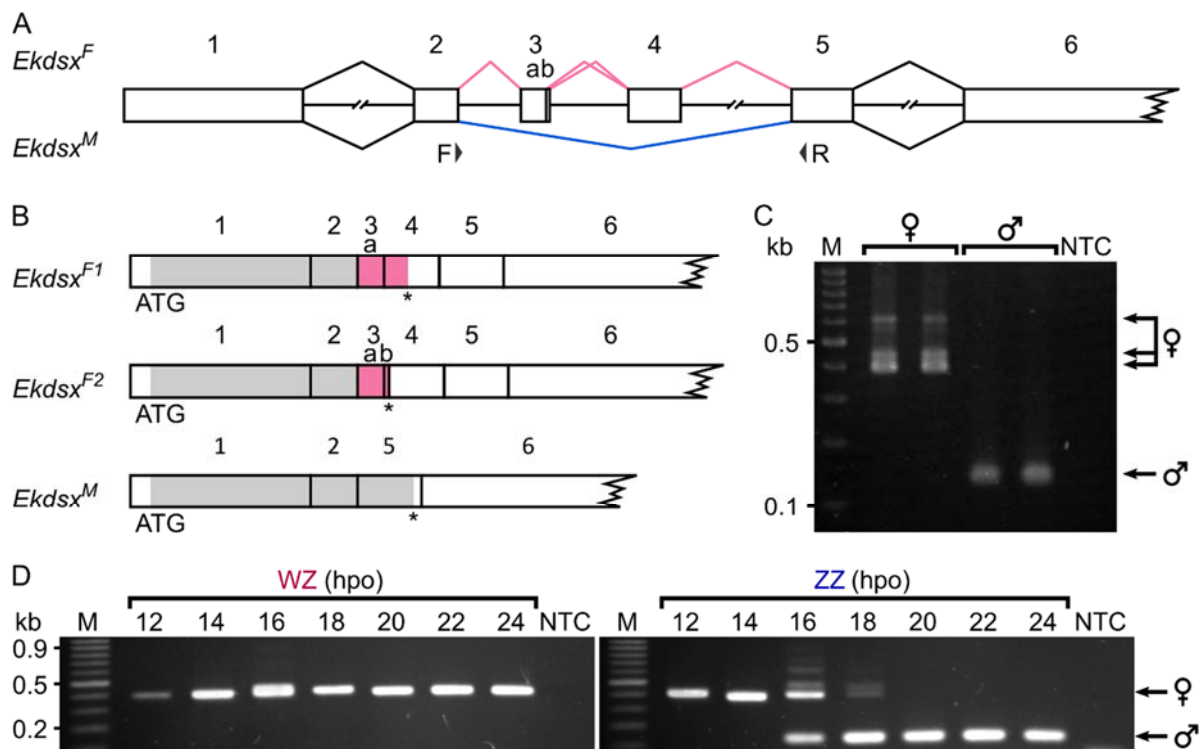 A
1 2 3 4 5 6
Ekdsx^F
ab
Ekdsx^M
F R
B
1 2 3 4 5 6
a
Ekdsx^F1
ATG *
1 2 3 4 5 6
a b
Ekdsx^F2
ATG *
1 2 5 6
Ekdsx^M
ATG *
C
♀ ♂
kb M NTC
0.5
♀
♂
0.1
D
WZ (hpo) ZZ (hpo)
kb M 12 14 16 18 20 22 24 NTC M 12 14 16 18 20 22 24 NTC
0.9
0.5
♀
0.2
♂